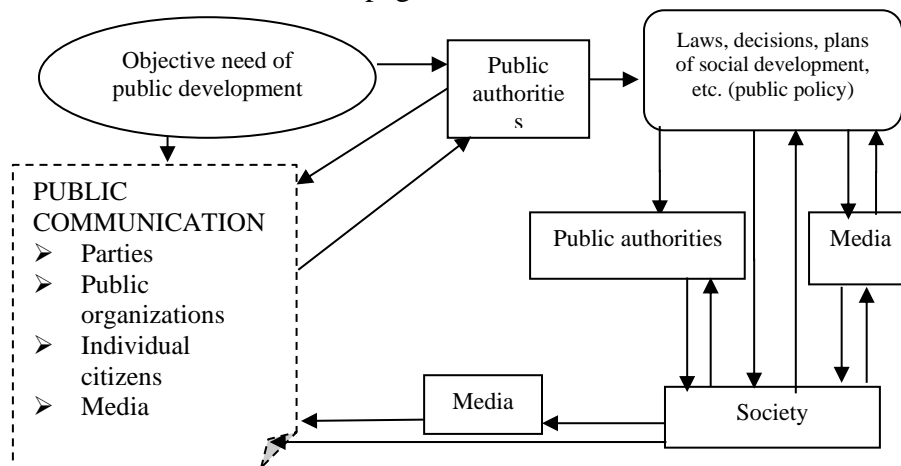 Objective need of
public development
Public
authoritie
s
Laws, decisions, plans
of social development,
etc. (public policy)
PUBLIC
COMMUNICATION
➢ Parties
➢ Public
organizations
➢ Individual
citizens
➢ Media
Public authorities
Media
Media
Society